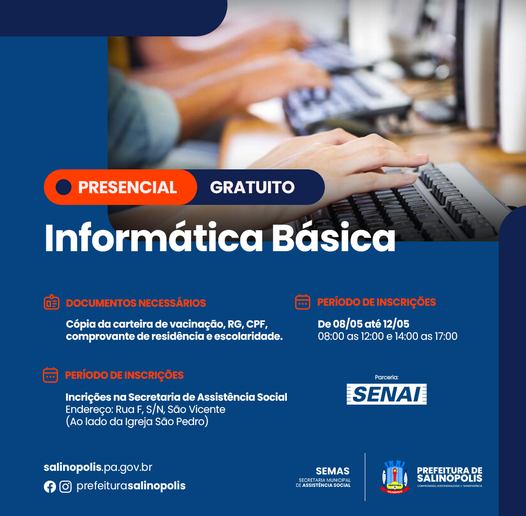 PRESENCIAL GRATUITO
Informática Básica
DOCUMENTOS NECESSÁRIOS
Cópia da carteira de vacinação, RG, CPF,
comprovante de residência e escolaridade.
PERÍODO DE INSCRIÇÕES
De 08/05 até 12/05
08:00 as 12:00 e 14:00 as 17:00
PERÍODO DE INSCRIÇÕES
Incrições na Secretaria de Assistência Social
Endereço: Rua F, S/N, São Vicente
(Ao lado da Igreja São Pedro)
Parceria:
SENAI
salinopolis.pa.gov.br
prefeiturasalinopolis
SEMAS
SECRETARIA MUNICIPAL
DE ASSISTÊNCIA SOCIAL
PREFEITURA DE
SALINÓPOLIS